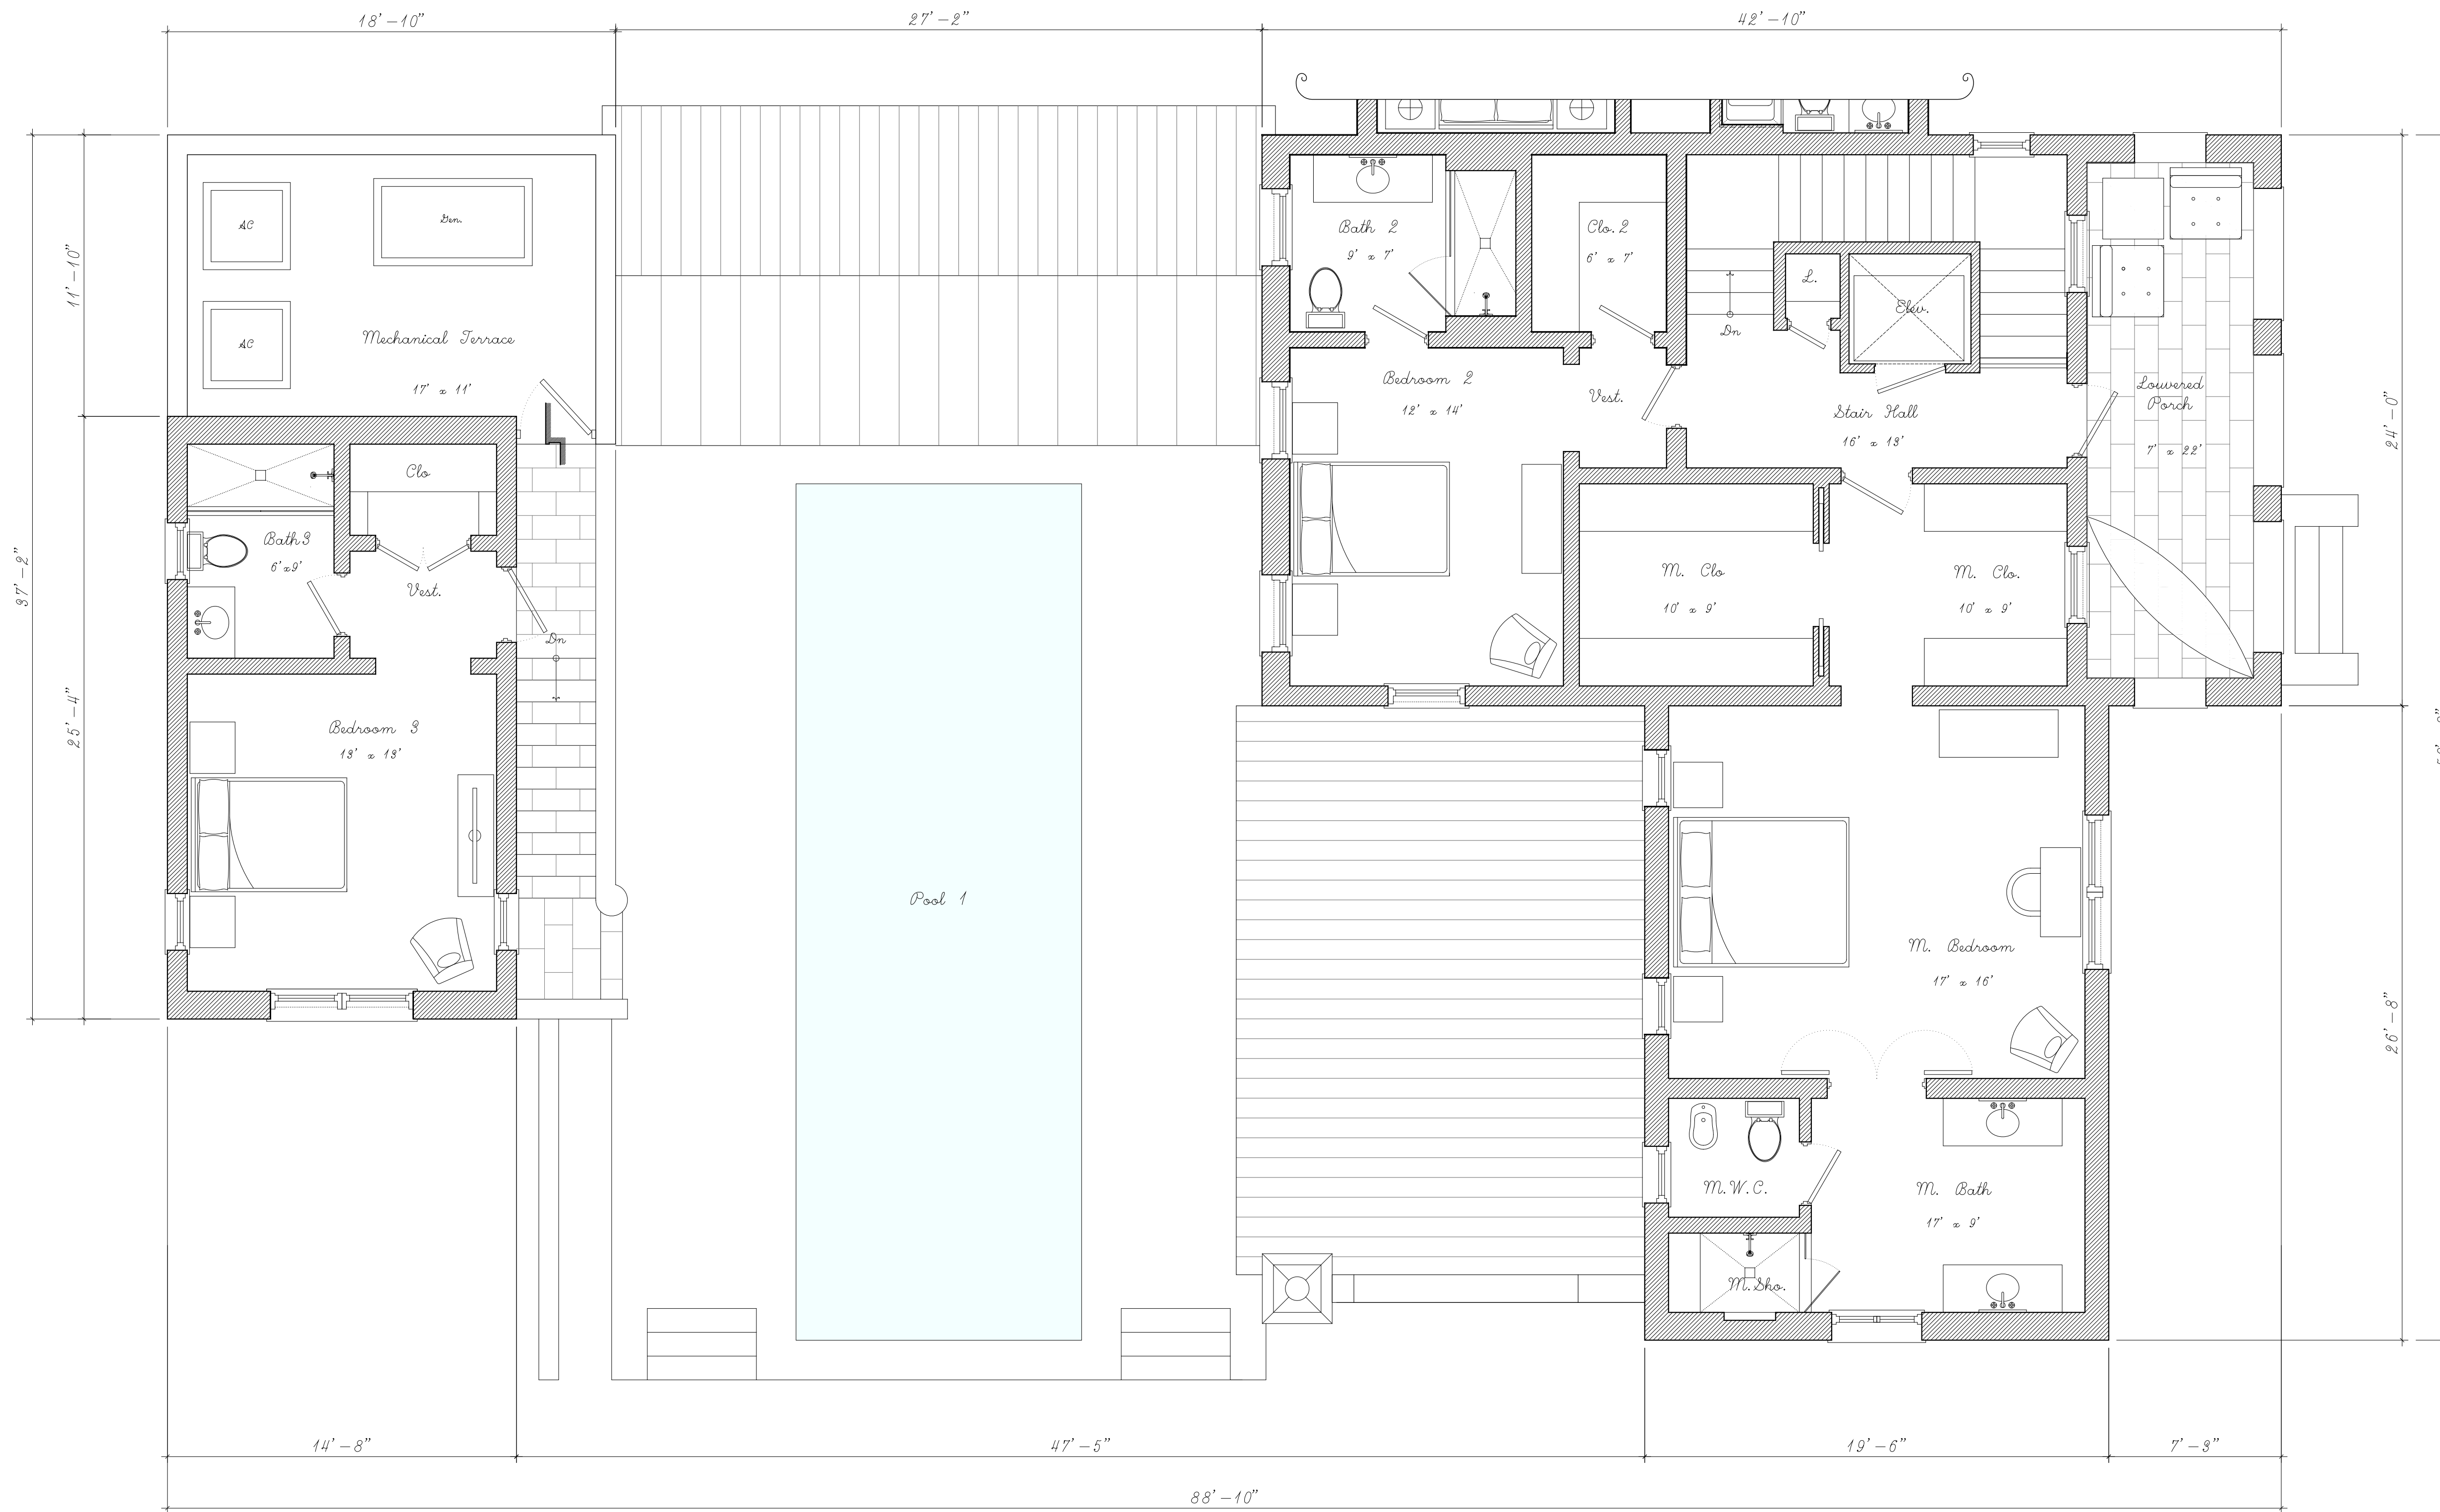 18'-10"
27'-2"
42'-10"
AC
Gen.
AC
Mechanical Terrace
17' x 11'
11'-10"
37'-2"
25'-4"
Clo
Bath 3
6'x9'
Vest.
Dn
Bedroom 3
13' x 13'
Pool 1
Bath 2
9' x 7'
Clo. 2
6' x 7'
L.
Elev.
Dn
Bedroom 2
12' x 14'
Vest.
Stair Hall
16' x 13'
Louvered
Porch
7' x 22'
24'-0"
M. Clo
10' x 9'
M. Clo.
10' x 9'
M. Bedroom
17' x 16'
26'-8"
M.W.C.
M. Bath
17' x 9'
M. Sho.
14'-8"
47'-5"
19'-6"
7'-3"
88'-10"